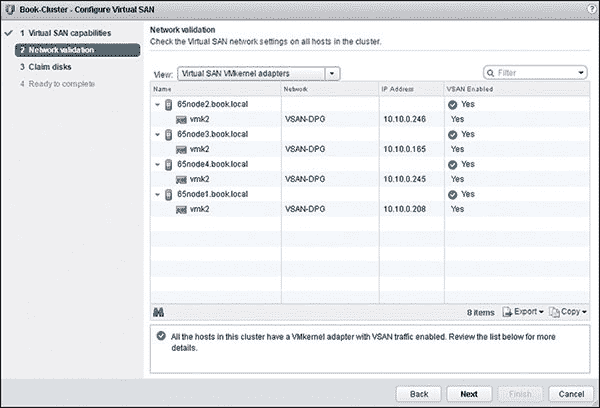 Book-Cluster - Configure Virtual SAN
1 Virtual SAN capabilities
2 Network validation
3 Claim disks
4 Ready to complete
Network validation
Check the Virtual SAN network settings on all hosts in the cluster.
View: Virtual SAN VMkernel adapters
Filter
Name Network IP Address VSAN Enabled
65node2.book.local Yes
vmk2 VSAN-DPG 10.10.0.246 Yes
65node3.book.local Yes
vmk2 VSAN-DPG 10.10.0.165 Yes
65node4.book.local Yes
vmk2 VSAN-DPG 10.10.0.245 Yes
65node1.book.local Yes
vmk2 VSAN-DPG 10.10.0.208 Yes
8 items Export Copy
All the hosts in this cluster have a VMkernel adapter with VSAN traffic enabled. Review the list below for more
details.
Back Next Finish Cancel